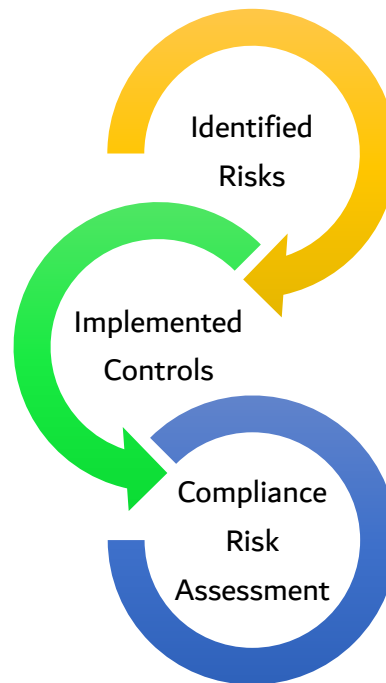 Identified
Risks
Implemented
Controls
Compliance
Risk
Assessment